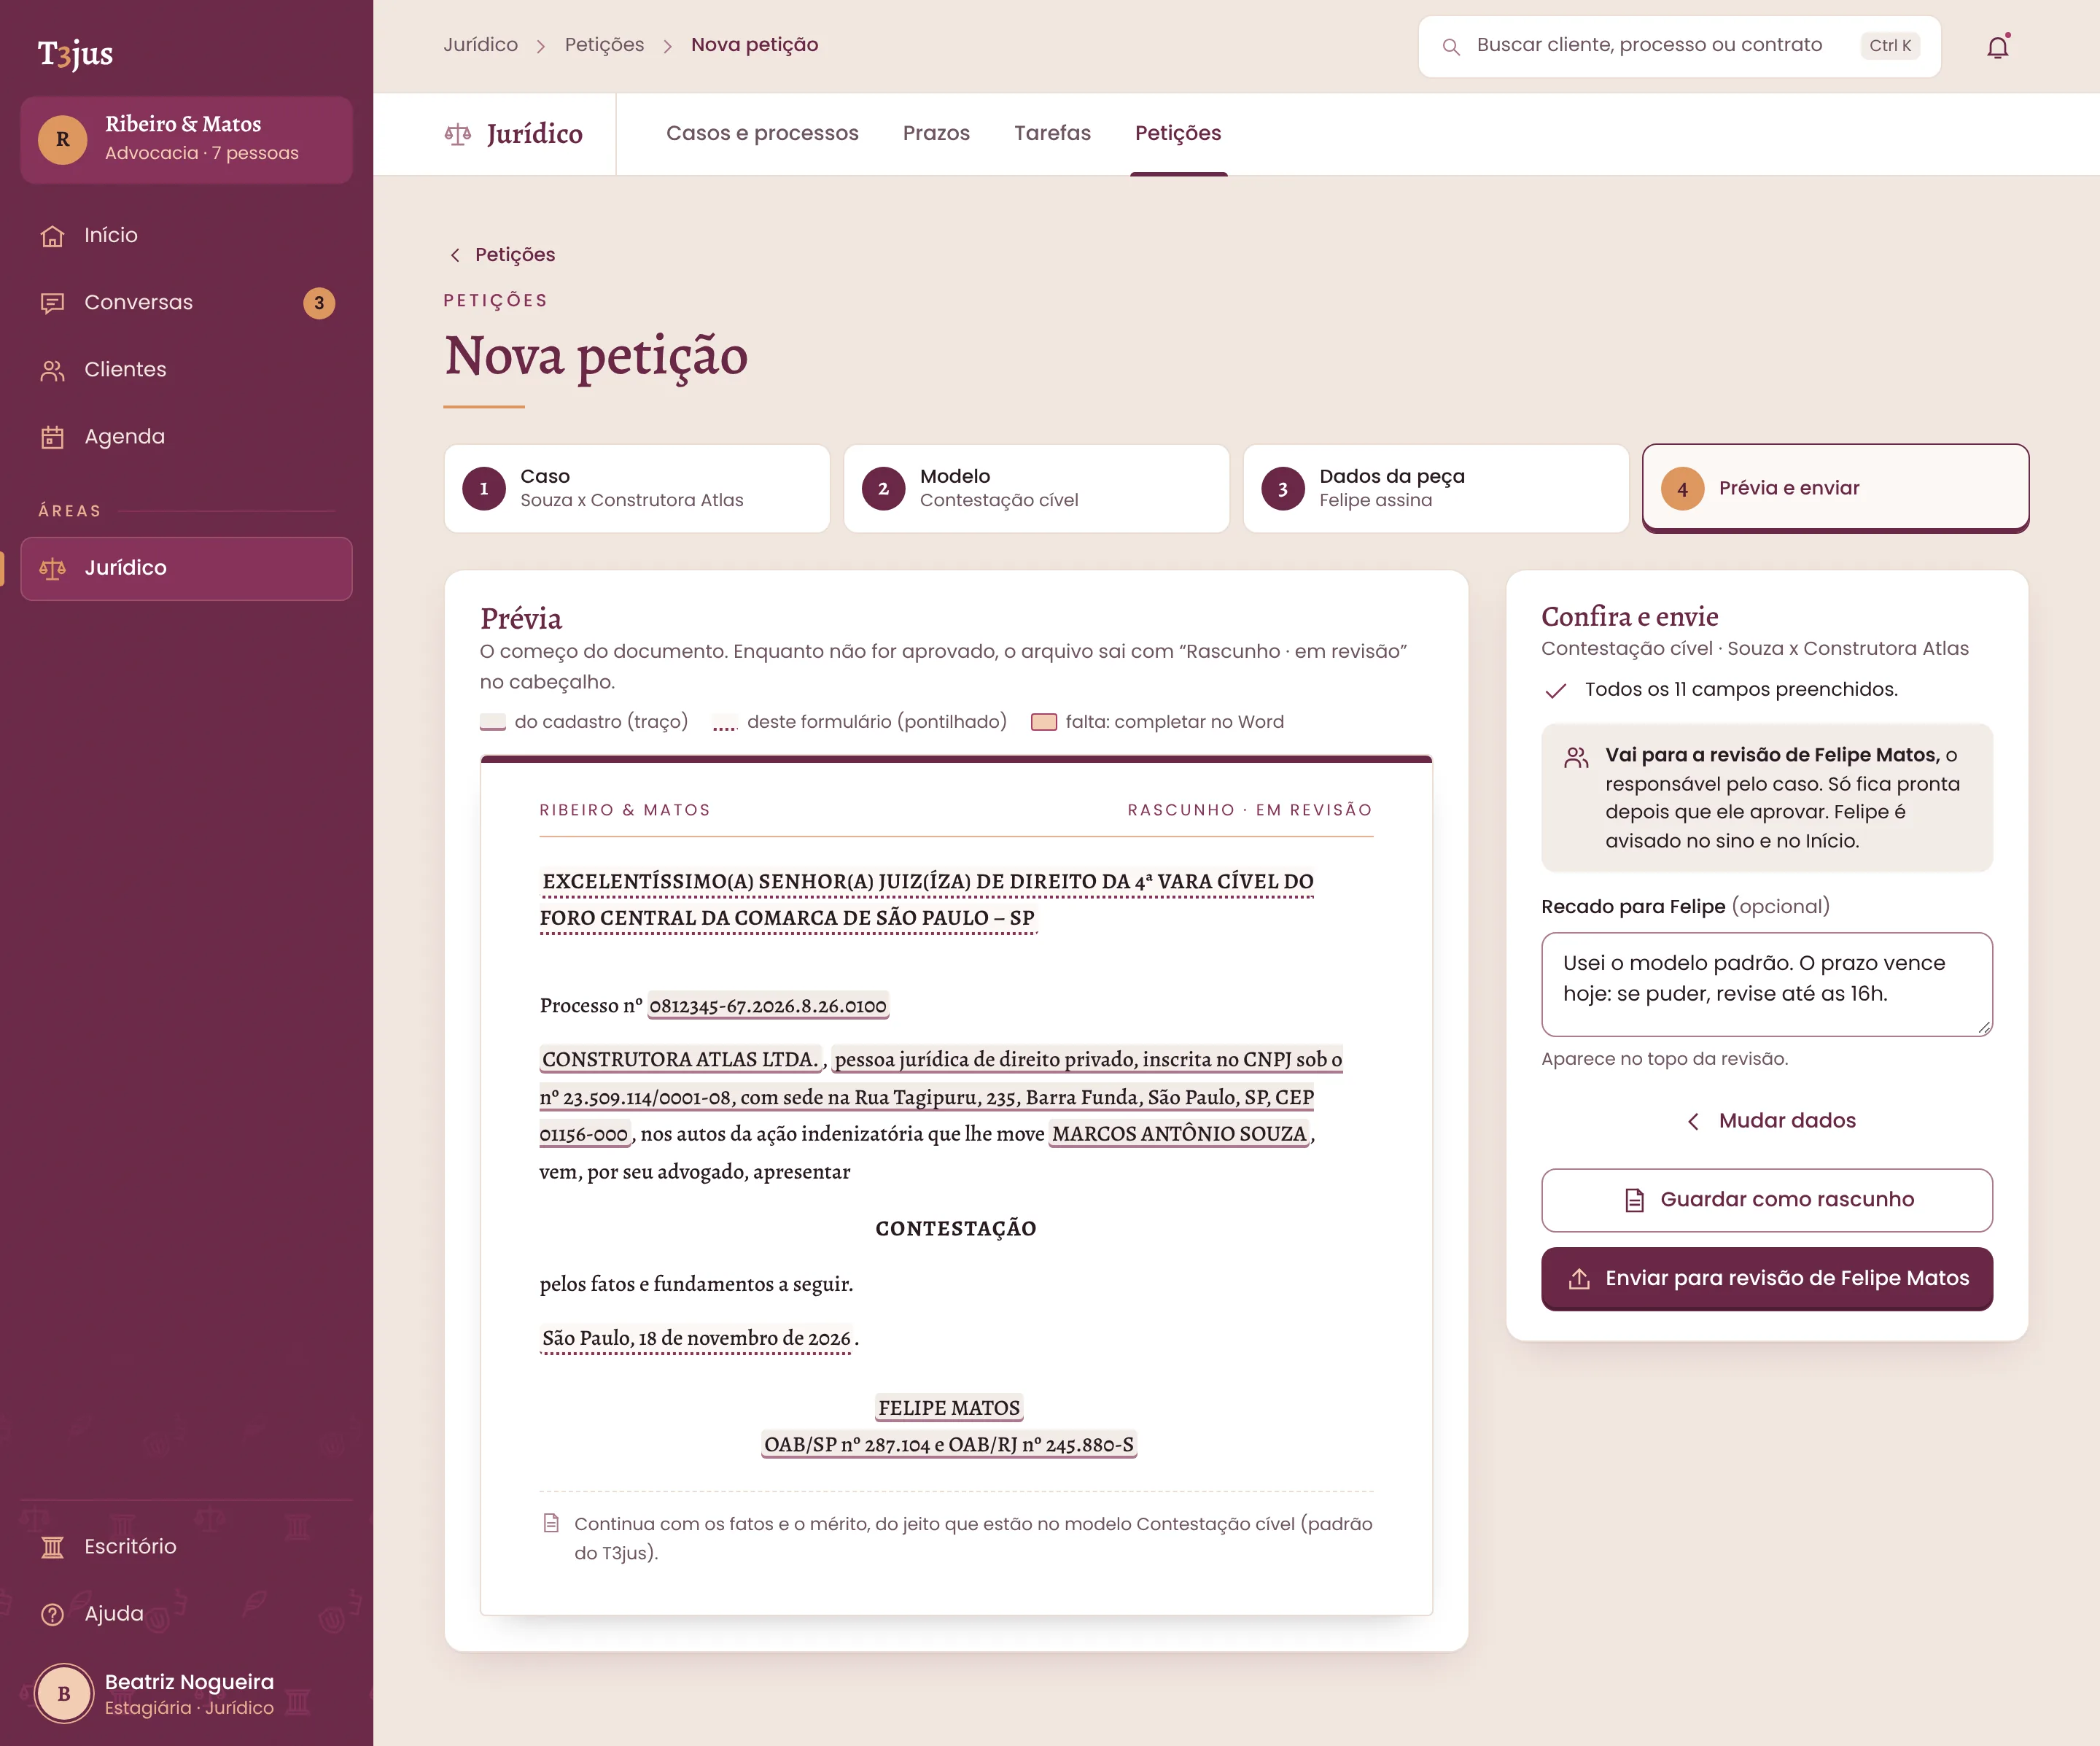 T3jus
R
Ribeiro & Matos
Advocacia · 7 pessoas
Início
Conversas
3
Clientes
Agenda
ÁREAS
Jurídico
Escritório
Ajuda
B
Beatriz Nogueira
Estagiária · Jurídico
Jurídico
Petições
Nova petição
Buscar cliente, processo ou contrato
Ctrl K
Jurídico
Casos e processos
Prazos
Tarefas
Petições
Petições
PETIÇÕES
Nova petição
1
Caso
Souza x Construtora Atlas
2
Modelo
Contestação cível
3
Dados da peça
Felipe assina
4
Prévia e enviar
Prévia
O começo do documento. Enquanto não for aprovado, o arquivo sai com “Rascunho · em revisão”
no cabeçalho.
do cadastro (traço)
deste formulário (pontilhado)
falta: completar no Word
RIBEIRO & MATOS
RASCUNHO · EM REVISÃO
EXCELENTÍSSIMO(A) SENHOR(A) JUIZ(ÍZA) DE DIREITO DA 4ª VARA CÍVEL DO
FORO CENTRAL DA COMARCA DE SÃO PAULO – SP
Processo nº 0812345-67.2026.8.26.0100
CONSTRUTORA ATLAS LTDA., pessoa jurídica de direito privado, inscrita no CNPJ sob o
nº 23.509.114/0001-08, com sede na Rua Tagipuru, 235, Barra Funda, São Paulo, SP, CEP
01156-000, nos autos da ação indenizatória que lhe move MARCOS ANTÔNIO SOUZA,
vem, por seu advogado, apresentar
CONTESTAÇÃO
pelos fatos e fundamentos a seguir.
São Paulo, 18 de novembro de 2026.
FELIPE MATOS
OAB/SP nº 287.104 e OAB/RJ nº 245.880-S
Continua com os fatos e o mérito, do jeito que estão no modelo Contestação cível (padrão
do T3jus).
Confira e envie
Contestação cível · Souza x Construtora Atlas
Todos os 11 campos preenchidos.
Vai para a revisão de Felipe Matos, o
responsável pelo caso. Só fica pronta
depois que ele aprovar. Felipe é
avisado no sino e no Início.
Recado para Felipe (opcional)
Usei o modelo padrão. O prazo vence
hoje: se puder, revise até as 16h.
Aparece no topo da revisão.
Mudar dados
Guardar como rascunho
Enviar para revisão de Felipe Matos